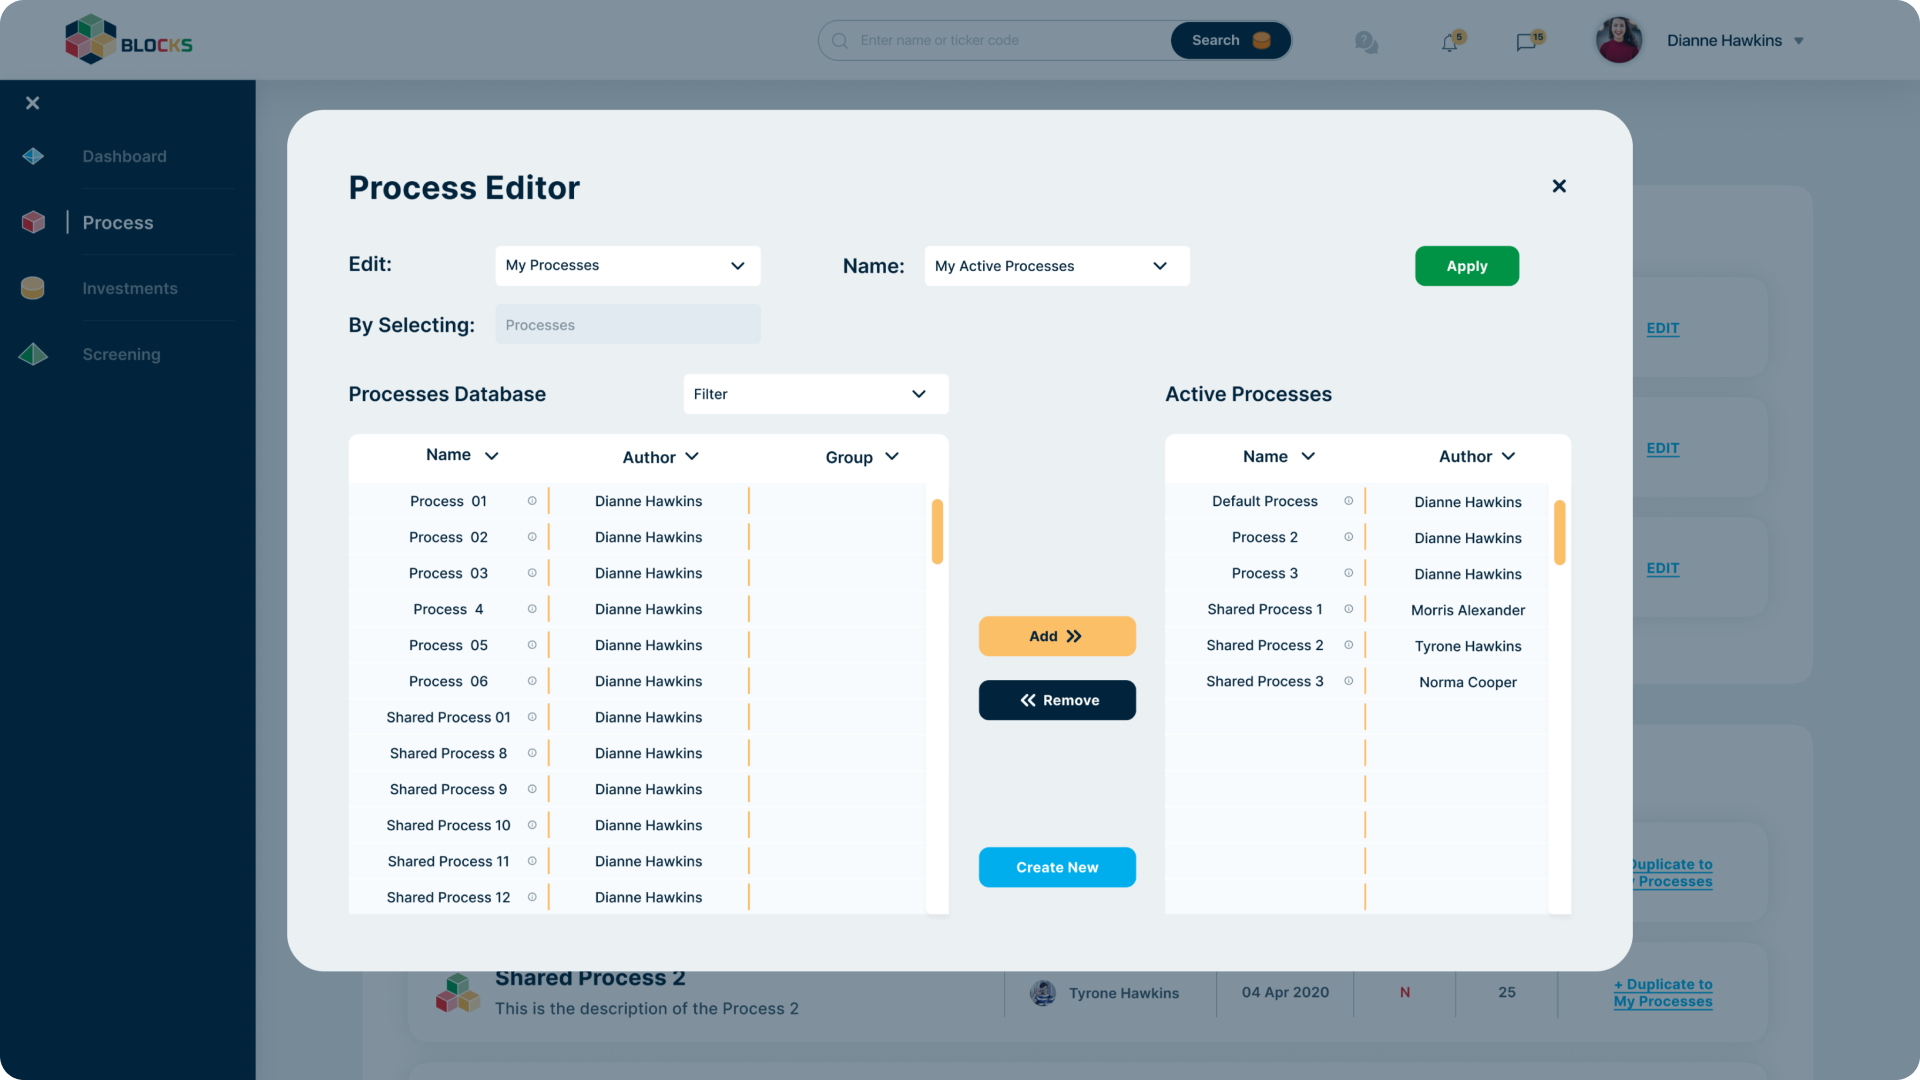 BLOCKS
Enter name or ticker code
Search
?
5
15
Dianne Hawkins
Dashboard
Process
Investments
Screening
Process Editor
Edit:
My Processes
Name:
My Active Processes
Apply
By Selecting:
Processes
Processes Database
Filter
Active Processes
Name Author Group
Process 01 Dianne Hawkins
Process 02 Dianne Hawkins
Process 03 Dianne Hawkins
Process 4 Dianne Hawkins
Process 05 Dianne Hawkins
Process 06 Dianne Hawkins
Shared Process 01 Dianne Hawkins
Shared Process 8 Dianne Hawkins
Shared Process 9 Dianne Hawkins
Shared Process 10 Dianne Hawkins
Shared Process 11 Dianne Hawkins
Shared Process 12 Dianne Hawkins
Add
Remove
Create New
Name Author
Default Process Dianne Hawkins
Process 2 Dianne Hawkins
Process 3 Dianne Hawkins
Shared Process 1 Morris Alexander
Shared Process 2 Tyrone Hawkins
Shared Process 3 Norma Cooper
EDIT
EDIT
EDIT
Duplicate to
Processes
Shared Process 2
This is the description of the Process 2
Tyrone Hawkins
04 Apr 2020
N
25
+ Duplicate to
My Processes